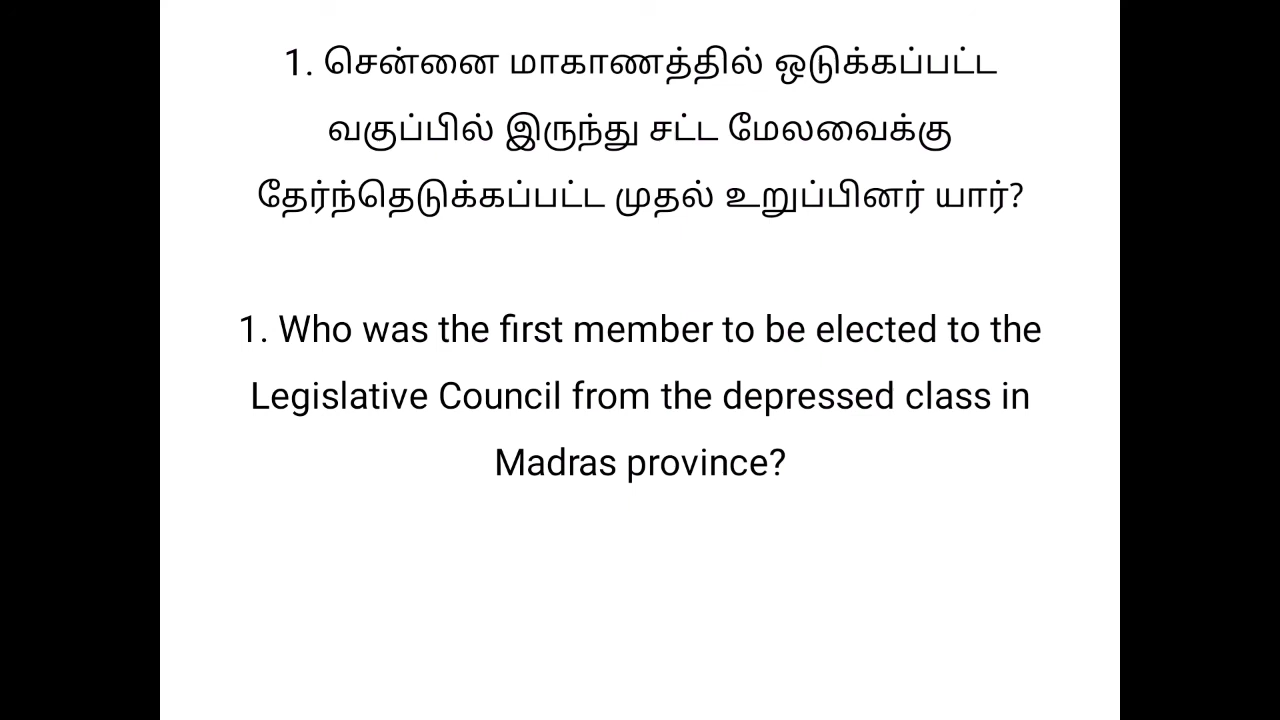 1. சென்னை மாகாணத்தில் ஒடுக்கப்பட்ட
வகுப்பில் இருந்து சட்ட மேலவைக்கு
தேர்ந்தெடுக்கப்பட்ட முதல் உறுப்பினர் யார்?
1. Who was the first member to be elected to the
Legislative Council from the depressed class in
Madras province?